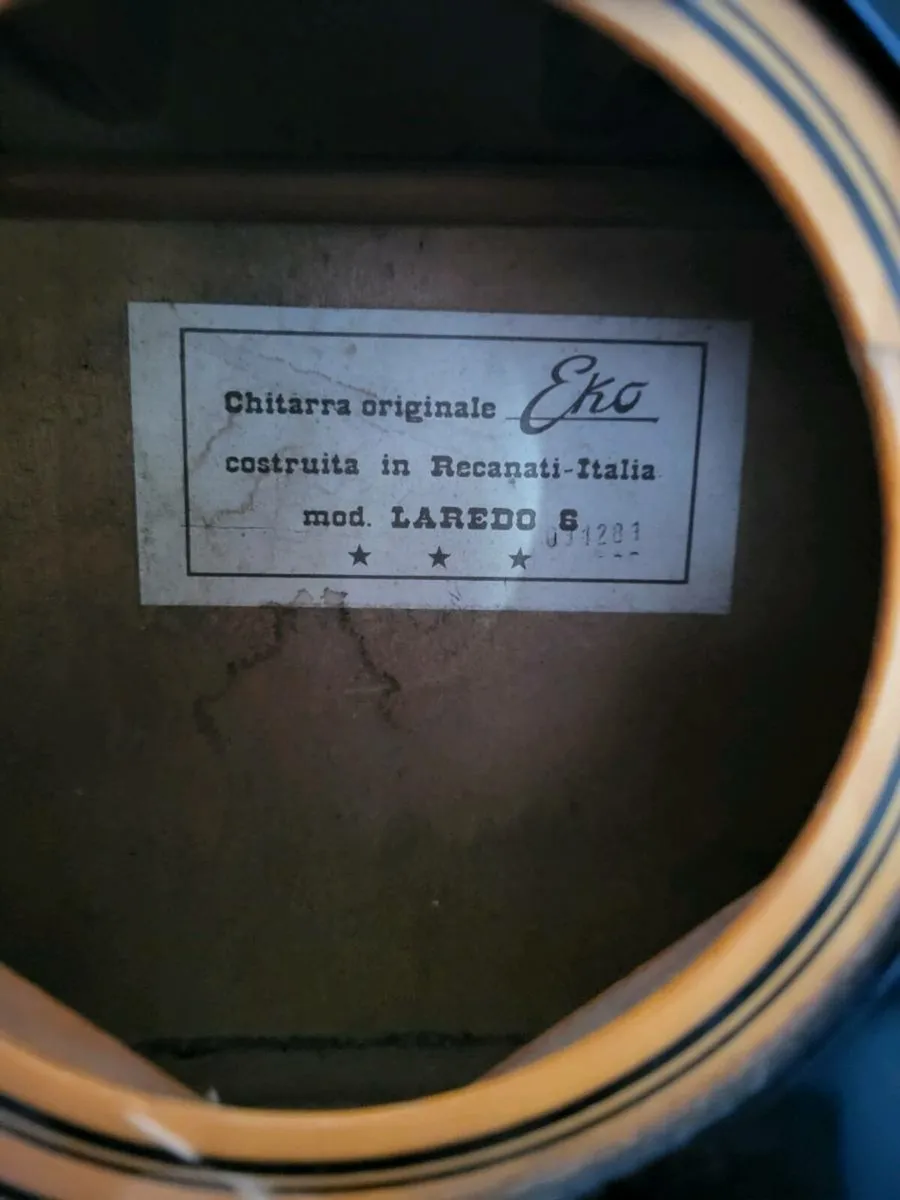 Chitarra originale Eko
costruita in Recanati-Italia
mod. LAREDO 6
★ ★ ★